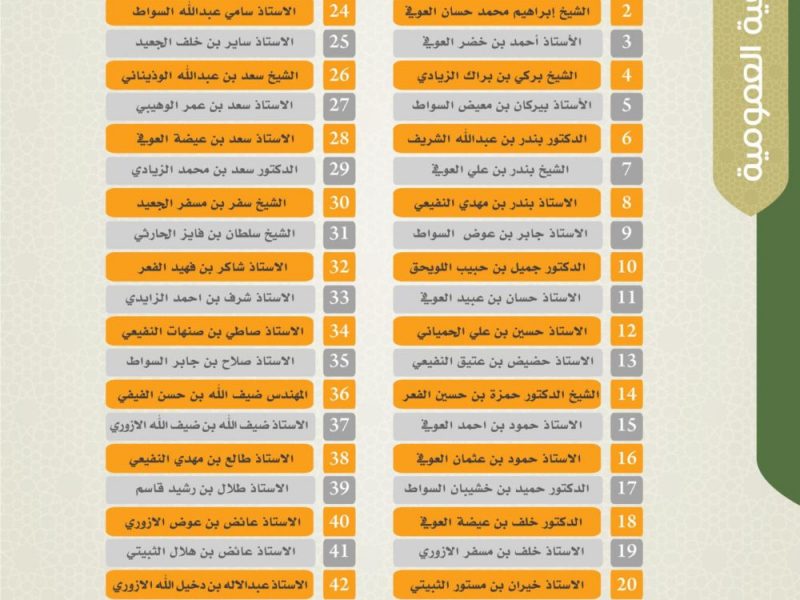 ية العمومية
2 الشيخ إبراهيم محمد حسان العوفي
3 الأستاذ أحمد بن خضر العوفي
4 الشيخ بركي بن براك الزيادي
5 الأستاذ بيركان بن معيض السواط
6 الدكتور بندر بن عبدالله الشريف
7 الشيخ بندر بن علي العوفي
8 الاستاذ بندر بن مهدي النفيعي
9 الاستاذ جابر بن عوض السواط
10 الدكتور جميل بن حبيب اللويحق
11 الاستاذ حسان بن عبيد العوفي
12 الاستاذ حسين بن علي الحمياني
13 الاستاذ حضيض بن عتيق النفيعي
14 الشيخ الدكتور حمزة بن حسين الفعر
15 الاستاذ حمود بن احمد العوفي
16 الاستاذ حمود بن عثمان العوفي
17 الدكتور حميد بن خشيبان السواط
18 الدكتور خلف بن عيضة العوفي
19 الاستاذ خلف بن مسفر الازوري
20 الاستاذ خيران بن مستور الثبيتي
24 الاستاذ سامي عبدالله السواط
25 الاستاذ ساير بن خلف الجعيد
26 الشيخ سعد بن عبدالله الوذيناني
27 الاستاذ سعد بن عمر الوهيبي
28 الاستاذ سعد بن عيضة العوفي
29 الدكتور سعد بن محمد الزيادي
30 الشيخ سفر بن مسفر الجعيد
31 الشيخ سلطان بن فايز الحارثي
32 الاستاذ شاكر بن فهيد الفعر
33 الاستاذ شرف بن احمد الزايدي
34 الاستاذ صاطي بن صنهات النفيعي
35 الاستاذ صلاح بن جابر السواط
36 المهندس ضيف الله بن حسن الفيفي
37 الاستاذ ضيف الله بن ضيف الله الازوري
38 الاستاذ طالع بن مهدي النفيعي
39 الاستاذ طلال بن رشيد قاسم
40 الاستاذ عائض بن عوض الازوري
41 الاستاذ عائض بن هلال الثبيتي
42 الاستاذ عبدالاله بن دخيل الله الازوري